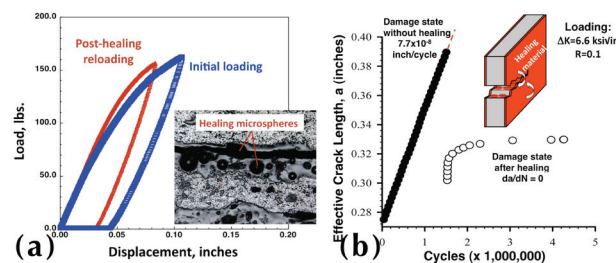 (a)
Load, lbs.
200.0
150.0
100.0
50.0
0.0
Post-healing
reloading
Initial loading
Healing microspheres
0.00
0.05
0.10
0.15
0.20
Displacement, inches
(b)
Effective Crack Length, a (inches)
0.4
0.38
0.36
0.34
0.32
0.3
0.28
Damage state
without healing
7.7x10⁻⁸
inch/cycle
Healing
material
Loading:
ΔK=6.6 ksi√in
R=0.1
Damage state
after healing
da/dN = 0
0
1
2
3
4
5
Cycles (x 1,000,000)